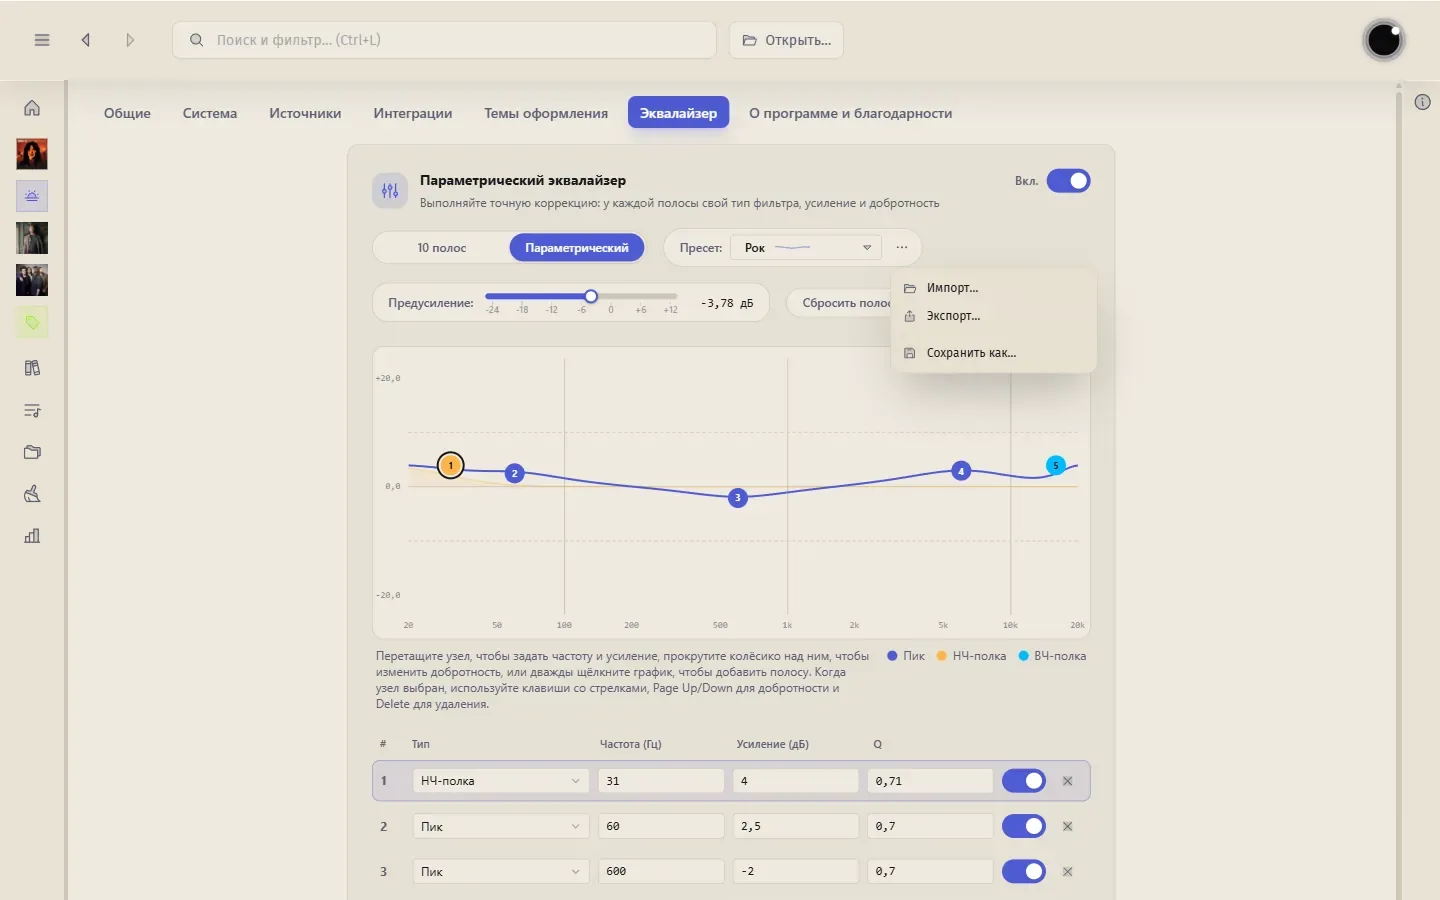 Поиск и фильтр... (Ctrl+L)
Открыть...
Общие
Система
Источники
Интеграции
Темы оформления
Эквалайзер
О программе и благодарности
Параметрический эквалайзер
Вкл.
Выполняйте точную коррекцию: у каждой полосы свой тип фильтра, усиление и добротность
10 полос
Параметрический
Пресет:
Рок
...
Импорт...
Экспорт...
Сохранить как...
Предусиление:
-24 -18 -12 -6 0 +6 +12
-3,78 дБ
Сбросить поло
+20,0
0,0
-20,0
1
2
3
4
5
20 50 100 200 500 1k 2k 5k 10k 20k
Перетащите узел, чтобы задать частоту и усиление, прокрутите колёсико над ним, чтобы
изменить добротность, или дважды щёлкните график, чтобы добавить полосу. Когда
узел выбран, используйте клавиши со стрелками, Page Up/Down для добротности и
Delete для удаления.
Пик
НЧ-полка
ВЧ-полка
# Тип Частота (Гц) Усиление (дБ) Q
1 НЧ-полка 31 4 0,71
2 Пик 60 2,5 0,7
3 Пик 600 -2 0,7